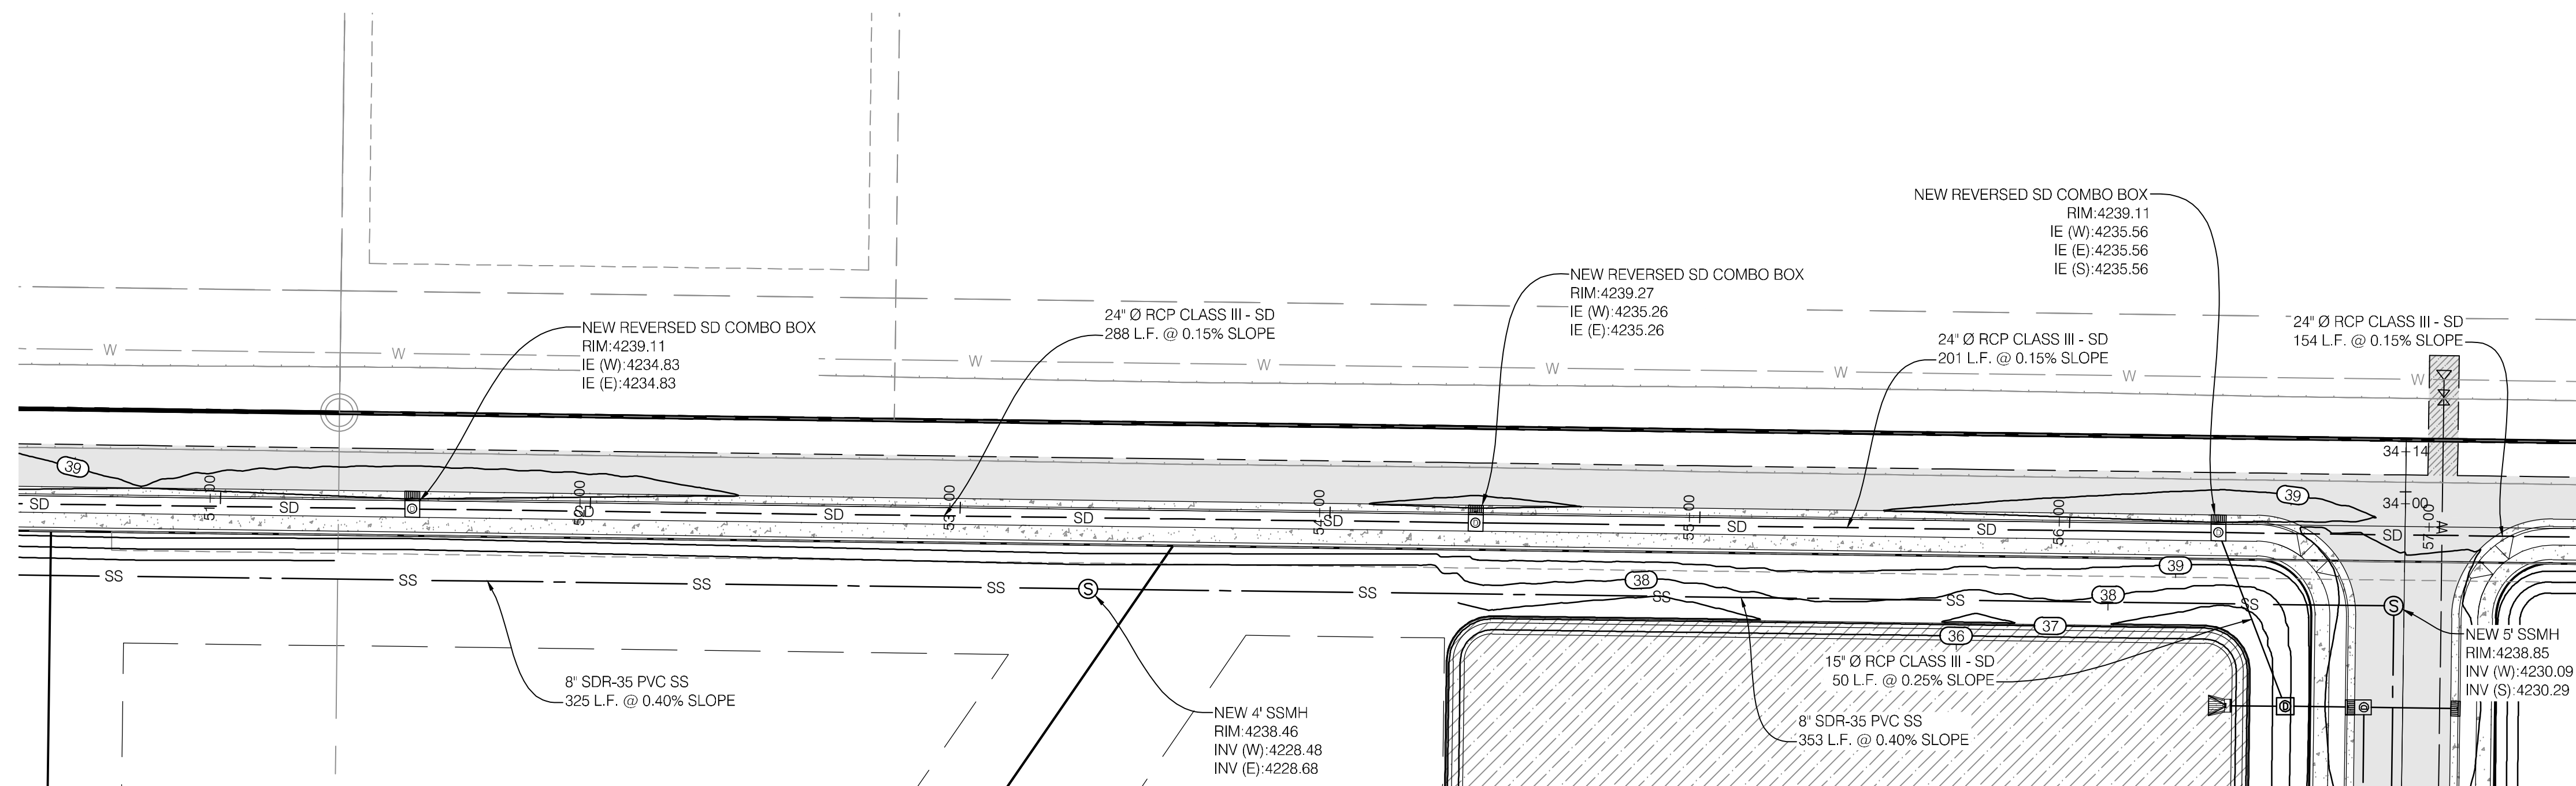 NEW REVERSED SD COMBO BOX
RIM:4239.11
IE (W):4235.56
IE (E):4235.56
IE (S):4235.56
NEW REVERSED SD COMBO BOX
RIM:4239.27
IE (W):4235.26
IE (E):4235.26
24" Ø RCP CLASS III - SD
288 L.F. @ 0.15% SLOPE
NEW REVERSED SD COMBO BOX
RIM:4239.11
IE (W):4234.83
IE (E):4234.83
24" Ø RCP CLASS III - SD
201 L.F. @ 0.15% SLOPE
24" Ø RCP CLASS III - SD
154 L.F. @ 0.15% SLOPE
W
W
W
W
W
W
W
W
34+14
39
39
34+00
51+00
52+00
53+00
54+00
55+00
56+00
57+00
AA
SD
SD
SD
SD
SD
SD
SD
SD
SD
39
38
38
37
36
SS
SS
SS
SS
SS
SS
SS
SS
S
S
8" SDR-35 PVC SS
325 L.F. @ 0.40% SLOPE
NEW 4' SSMH
RIM:4238.46
INV (W):4228.48
INV (E):4228.68
15" Ø RCP CLASS III - SD
50 L.F. @ 0.25% SLOPE
8" SDR-35 PVC SS
353 L.F. @ 0.40% SLOPE
NEW 5' SSMH
RIM:4238.85
INV (W):4230.09
INV (S):4230.29